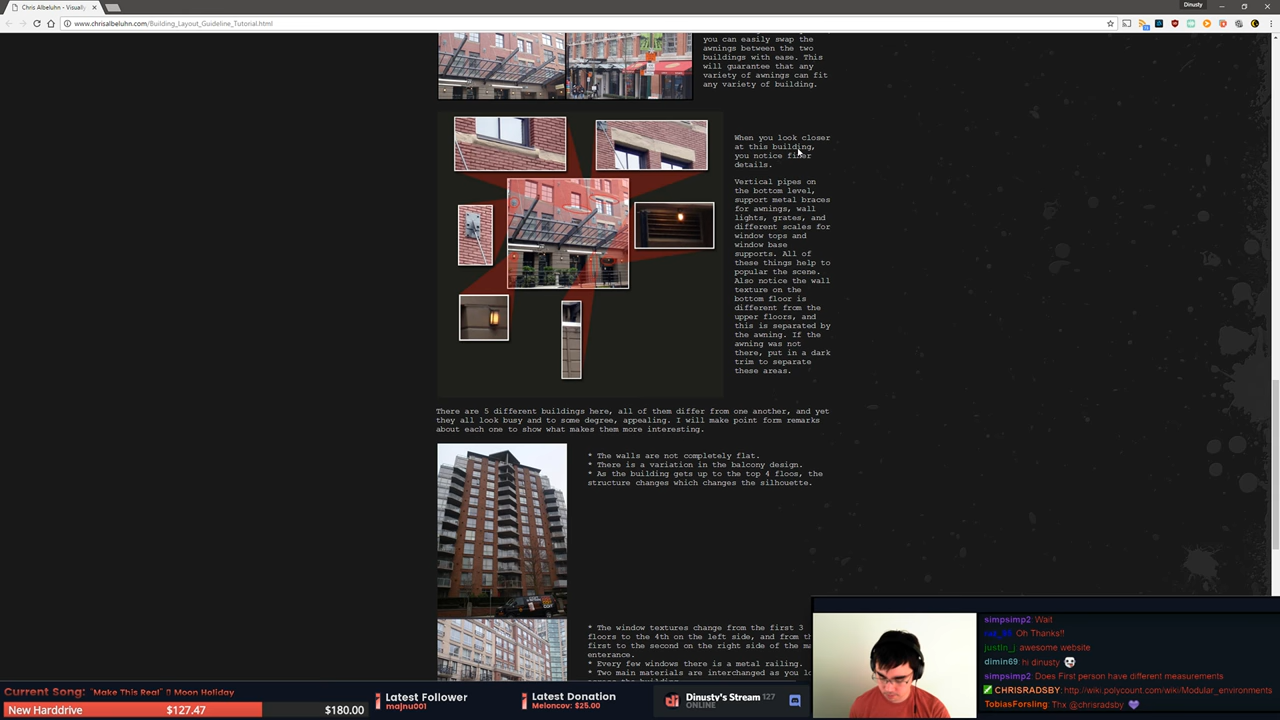 Chris Albeluhn - Visually
Dinusty
www.chrisalbeluhn.com/Building_Layout_Guideline_Tutorial.html
you can easily swap the
awnings between the two
buildings with ease. This
will guarantee that any
variety of awnings can fit
any variety of building.
When you look closer
at this building,
you notice finer
details.
Vertical pipes on
the bottom level,
support metal braces
for awnings, wall
lights, grates, and
different scales for
window tops and
window base
supports. All of
these things help to
popular the scene.
Also notice the wall
texture on the
bottom floor is
different from the
upper floors, and
this is separated by
the awning. If the
awning was not
there, put in a dark
trim to separate
these areas.
There are 5 different buildings here, all of them differ from one another, and yet
they all look busy and to some degree, appealing. I will make point form remarks
about each one to show what makes them more interesting.
* The walls are not completely flat.
* There is a variation in the balcony design.
* As the building gets up to the top 4 floos, the
structure changes which changes the silhouette.
* The window textures change from the first 3
floors to the 4th on the left side, and from th
first to the second on the right side of the ma
enterance.
* Every few windows there is a metal railing.
* Two main materials are interchanged as you lo
simpsimp2: Wait
Oh Thanks!!
justin_j awesome website
dimin69: hi dinusty
simpsimp2: Does First person have different measurements
CHRISRADSBY: http://wiki.polycount.com/wiki/Modular_environments
TobiasForsling: Thx @chrisradsby
Current Song: "Make This Real" // Moon Holiday
New Harddrive $127.47 $180.00
Latest Follower
majnu001
Latest Donation
Meloncov: $25.00
Dinusty's Stream 127
ONLINE